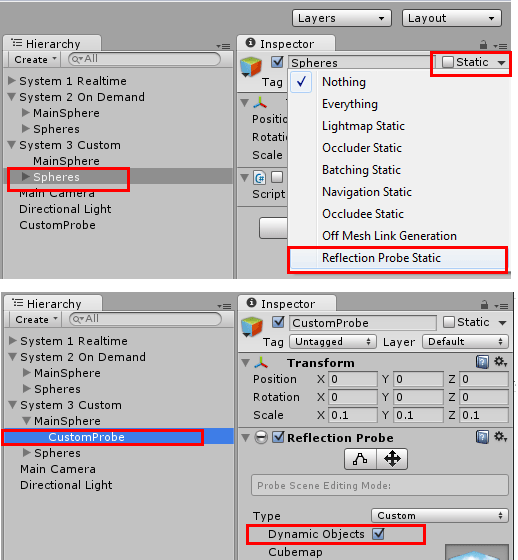 Layers Layout
Hierarchy
Create All
System 1 Realtime
System 2 On Demand
MainSphere
Spheres
System 3 Custom
MainSphere
Spheres
Main Camera
Directional Light
CustomProbe
Inspector
Spheres Static
Tag
Positio
Rotatio
Scale
Script
Nothing
Everything
Lightmap Static
Occluder Static
Batching Static
Navigation Static
Occludee Static
Off Mesh Link Generation
Reflection Probe Static
Hierarchy
Create All
System 1 Realtime
System 2 On Demand
MainSphere
Spheres
System 3 Custom
MainSphere
CustomProbe
Spheres
Main Camera
Directional Light
Inspector
CustomProbe Static
Tag Untagged Layer Default
Transform
Position X 0 Y 0 Z 0
Rotation X 0 Y 0 Z 0
Scale X 0.1 Y 0.1 Z 0.1
Reflection Probe
Probe Scene Editing Mode:
Type Custom
Dynamic Objects
Cubemap